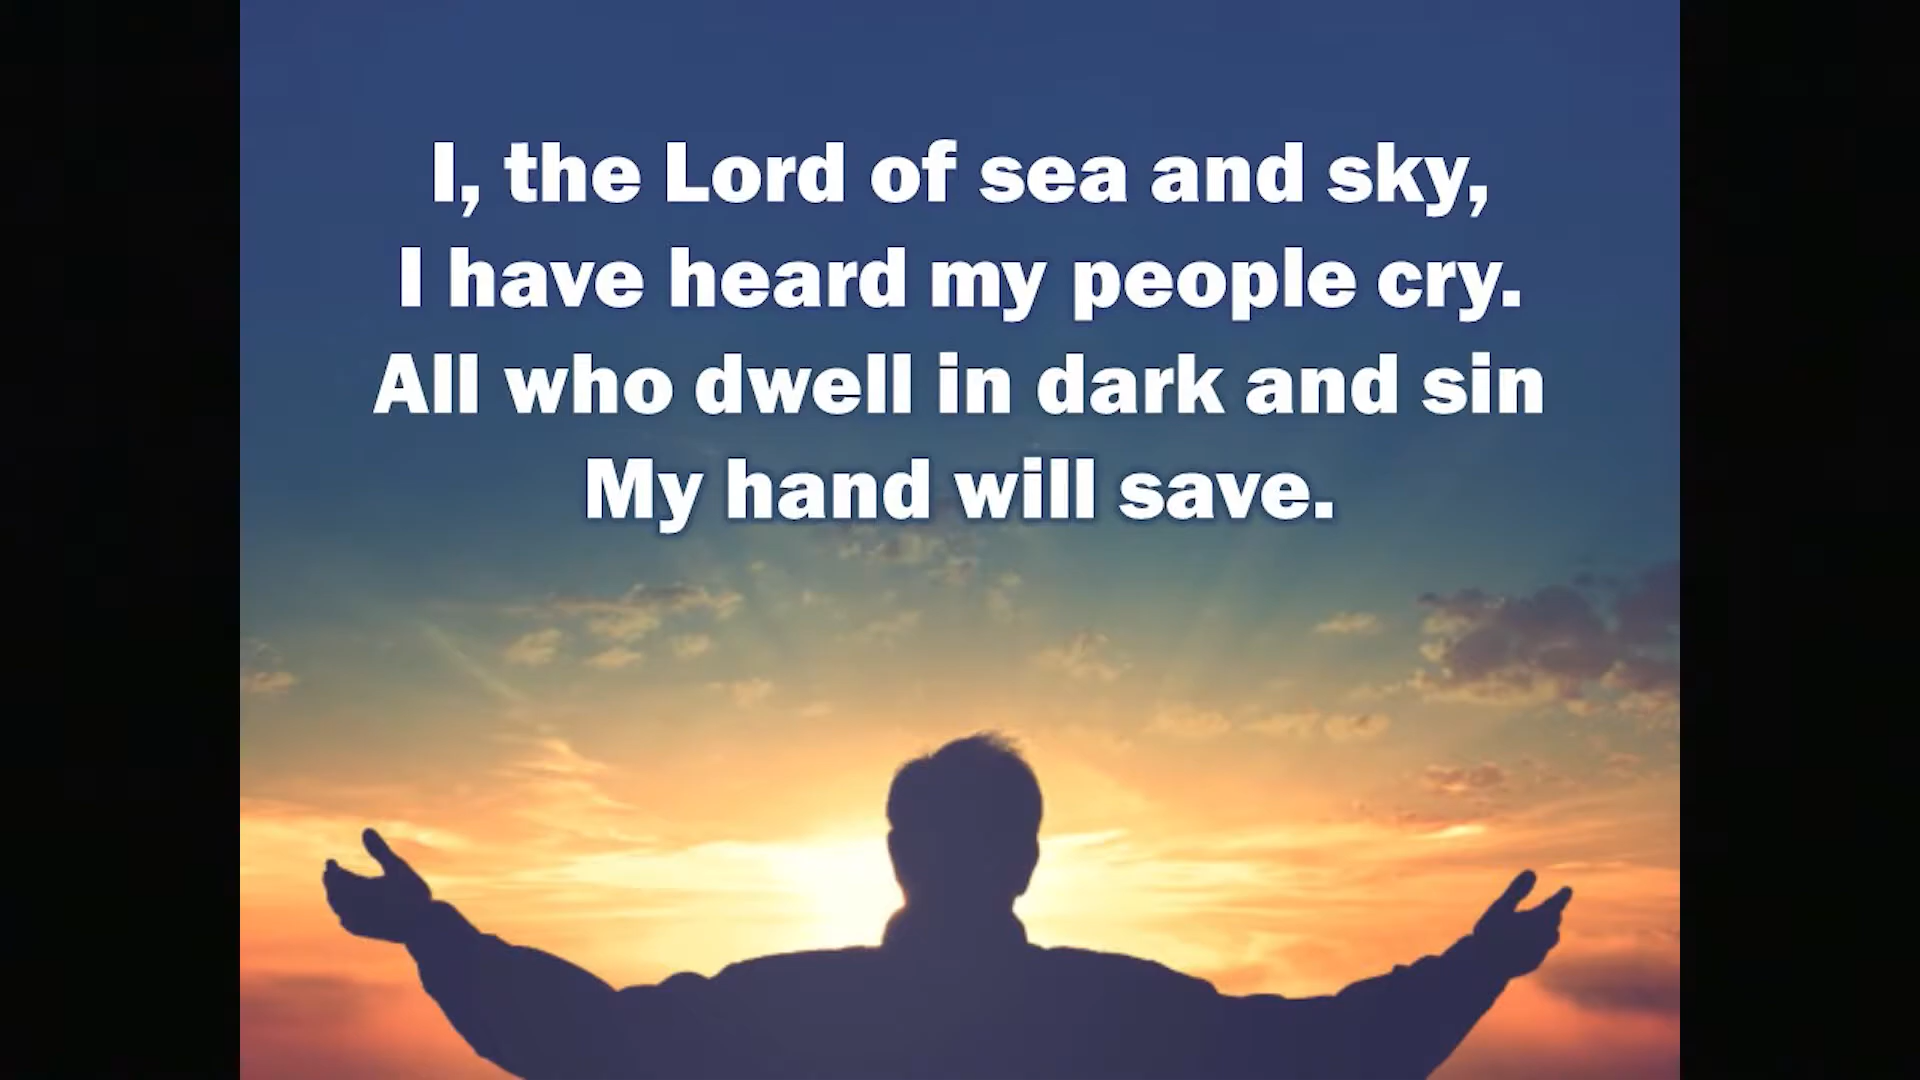 I, the Lord of sea and sky,
I have heard my people cry.
All who dwell in dark and sin
My hand will save.